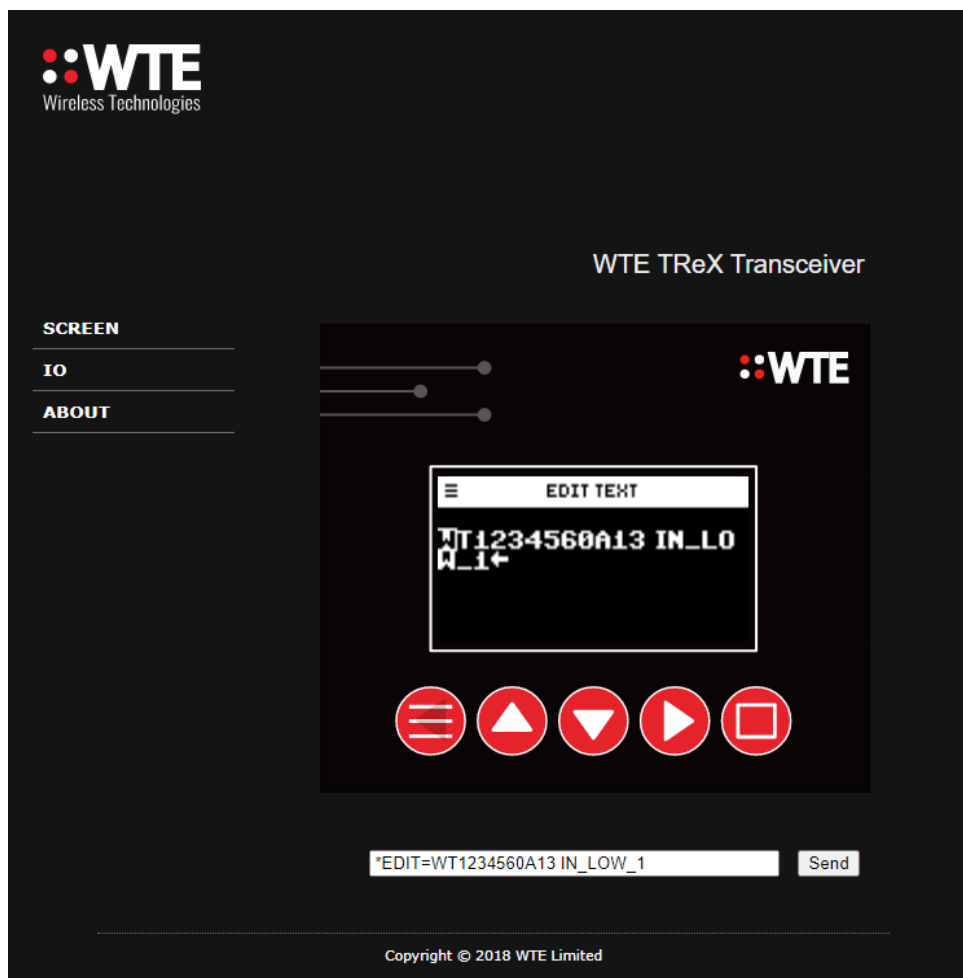 WTE
Wireless Technologies
WTE TReX Transceiver
SCREEN
IO
ABOUT
WTE
EDIT TEXT
WT1234560A13 IN_LO
W_1←
*EDIT=WT1234560A13 IN_LOW_1
Send
Copyright © 2018 WTE Limited